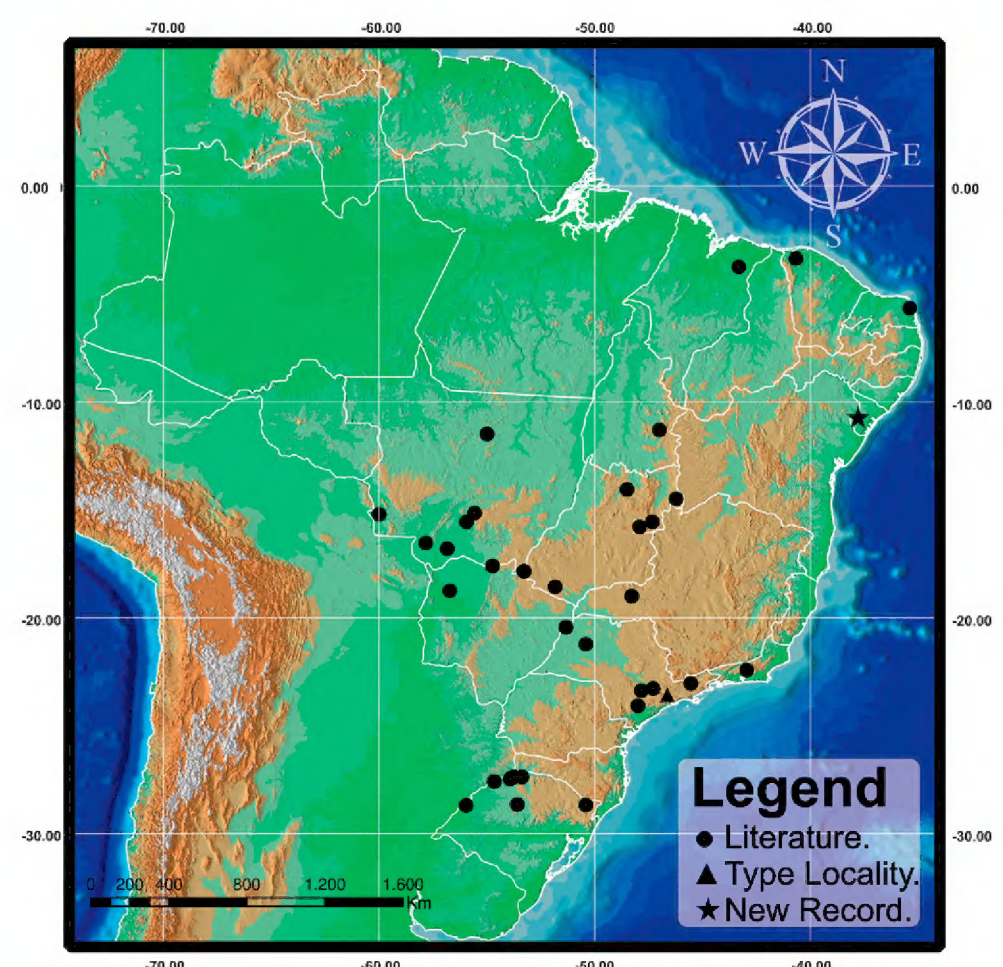 -70.00 -60.00 -50.00 -40.00
N
W E
S
0.00 0.00
-10.00 -10.00
-20.00 -20.00
-30.00 -30.00
Legend
Literature.
Type Locality.
New Record.
0 200 400 800 1.200 1.600
Km
-70.00 -60.00 -50.00 -40.00